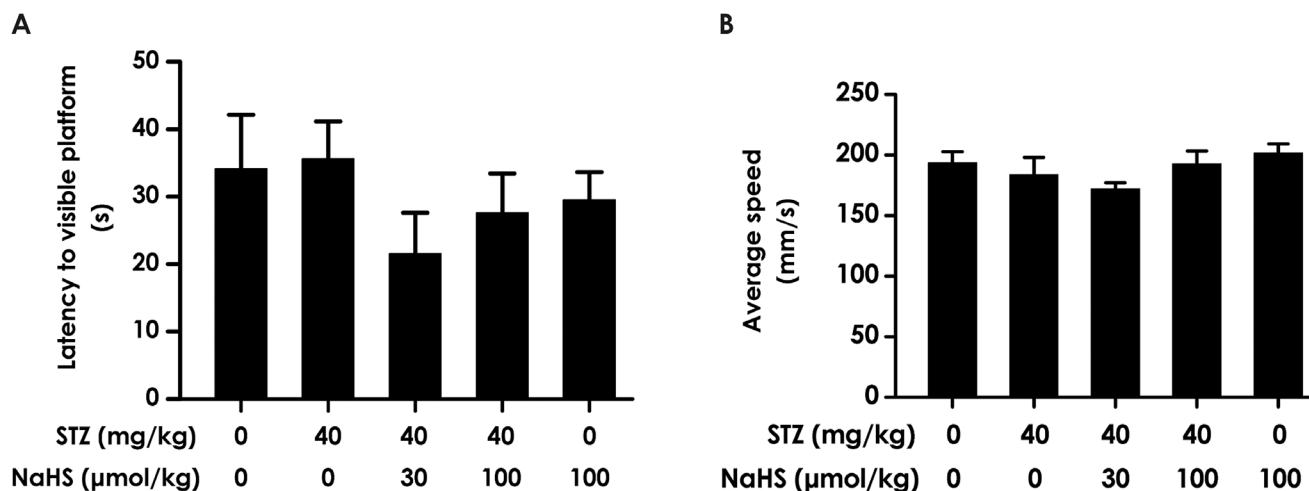 A
Latency to visible platform
(s)
50
40
30
20
10
0
STZ (mg/kg) 0 40 40 40 0
NaHS (µmol/kg) 0 0 30 100 100
B
Average speed
(mm/s)
250
200
150
100
50
0
STZ (mg/kg) 0 40 40 40 0
NaHS (µmol/kg) 0 0 30 100 100